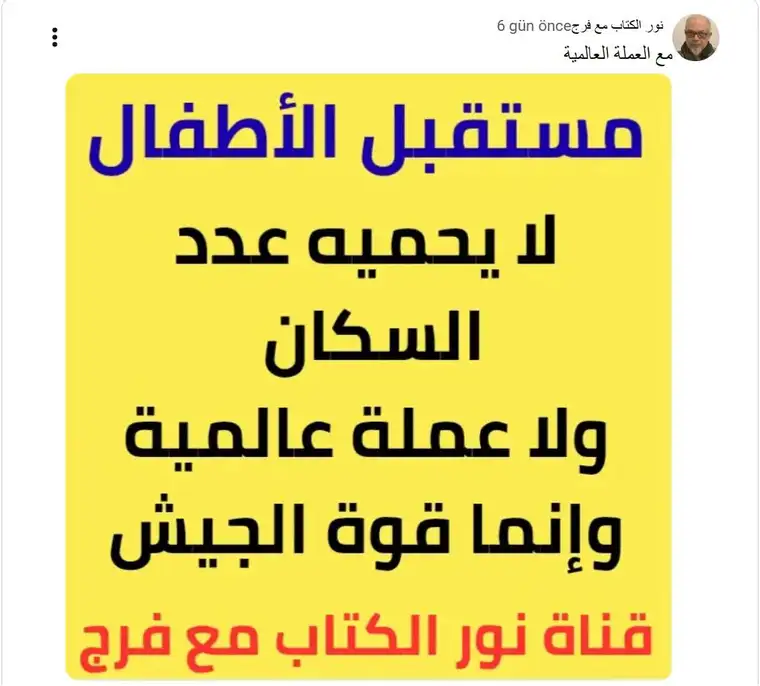 نور الكتاب مع فرج 6 gün önce
مع العملة العالمية
مستقبل الأطفال
لا يحميه عدد
السكان
ولا عملة عالمية
وإنما قوة الجيش
قناة نور الكتاب مع فرج